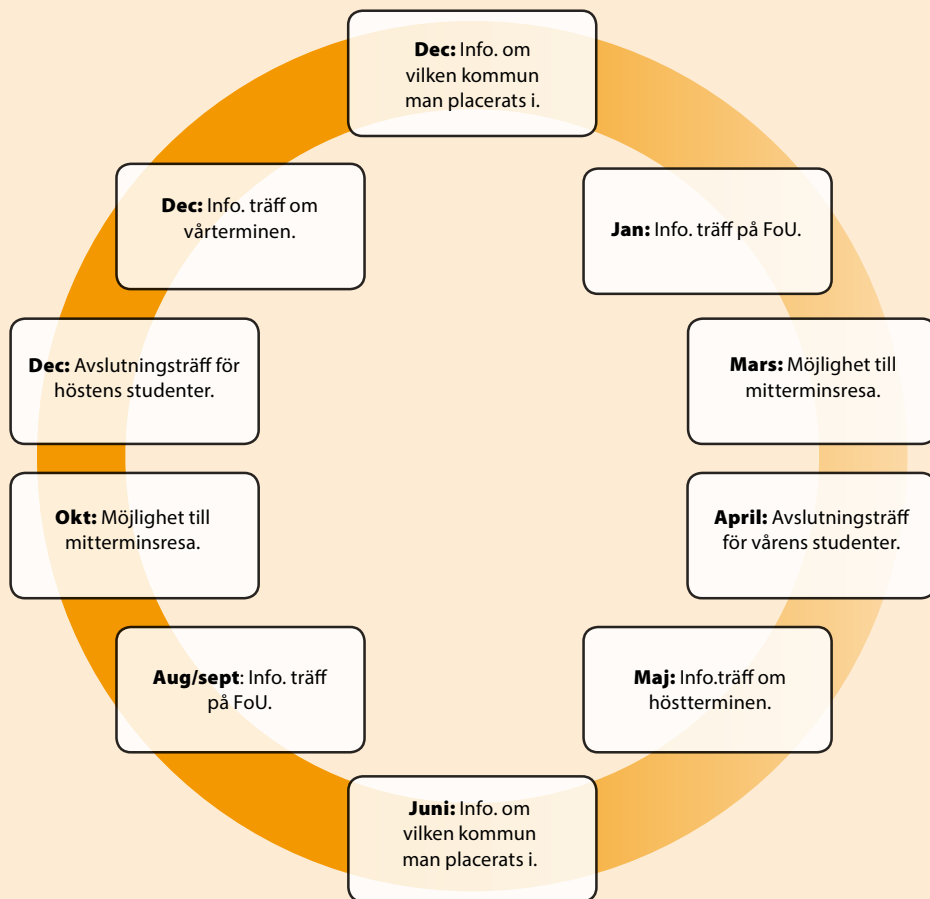 Dec: Info. om
vilken kommun
man placerats i.
Jan: Info. träff på FoU.
Mars: Möjlighet till
mitterminsresa.
April: Avslutningsträff
för vårens studenter.
Maj: Info.träff om
höstterminen.
Juni: Info. om
vilken kommun
man placerats i.
Aug/sept: Info. träff
på FoU.
Okt: Möjlighet till
mitterminsresa.
Dec: Avslutningsträff för
höstens studenter.
Dec: Info. träff om
vårterminen.